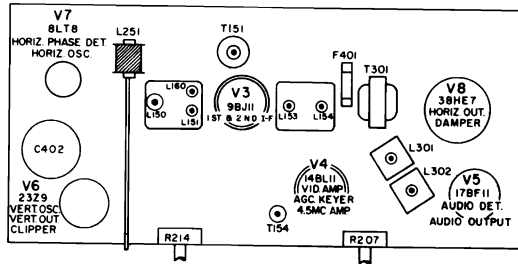 V7
8LT8
HORIZ. PHASE DET.
HORIZ OSC.
L251
T151
F401
T301
L160
L150
L151
V3
9BJ11
1ST & 2ND I-F
L153
L154
V8
38HE7
HORIZ. OUT.
DAMPER
C402
V6
23Z9
VERT OSC.
VERT. OUT
CLIPPER
V4
14BL11
VID. AMP
AGC. KEYER
4.5MC AMP
T154
L301
L302
V5
17BF11
AUDIO DET.
AUDIO OUTPUT
R214
R207